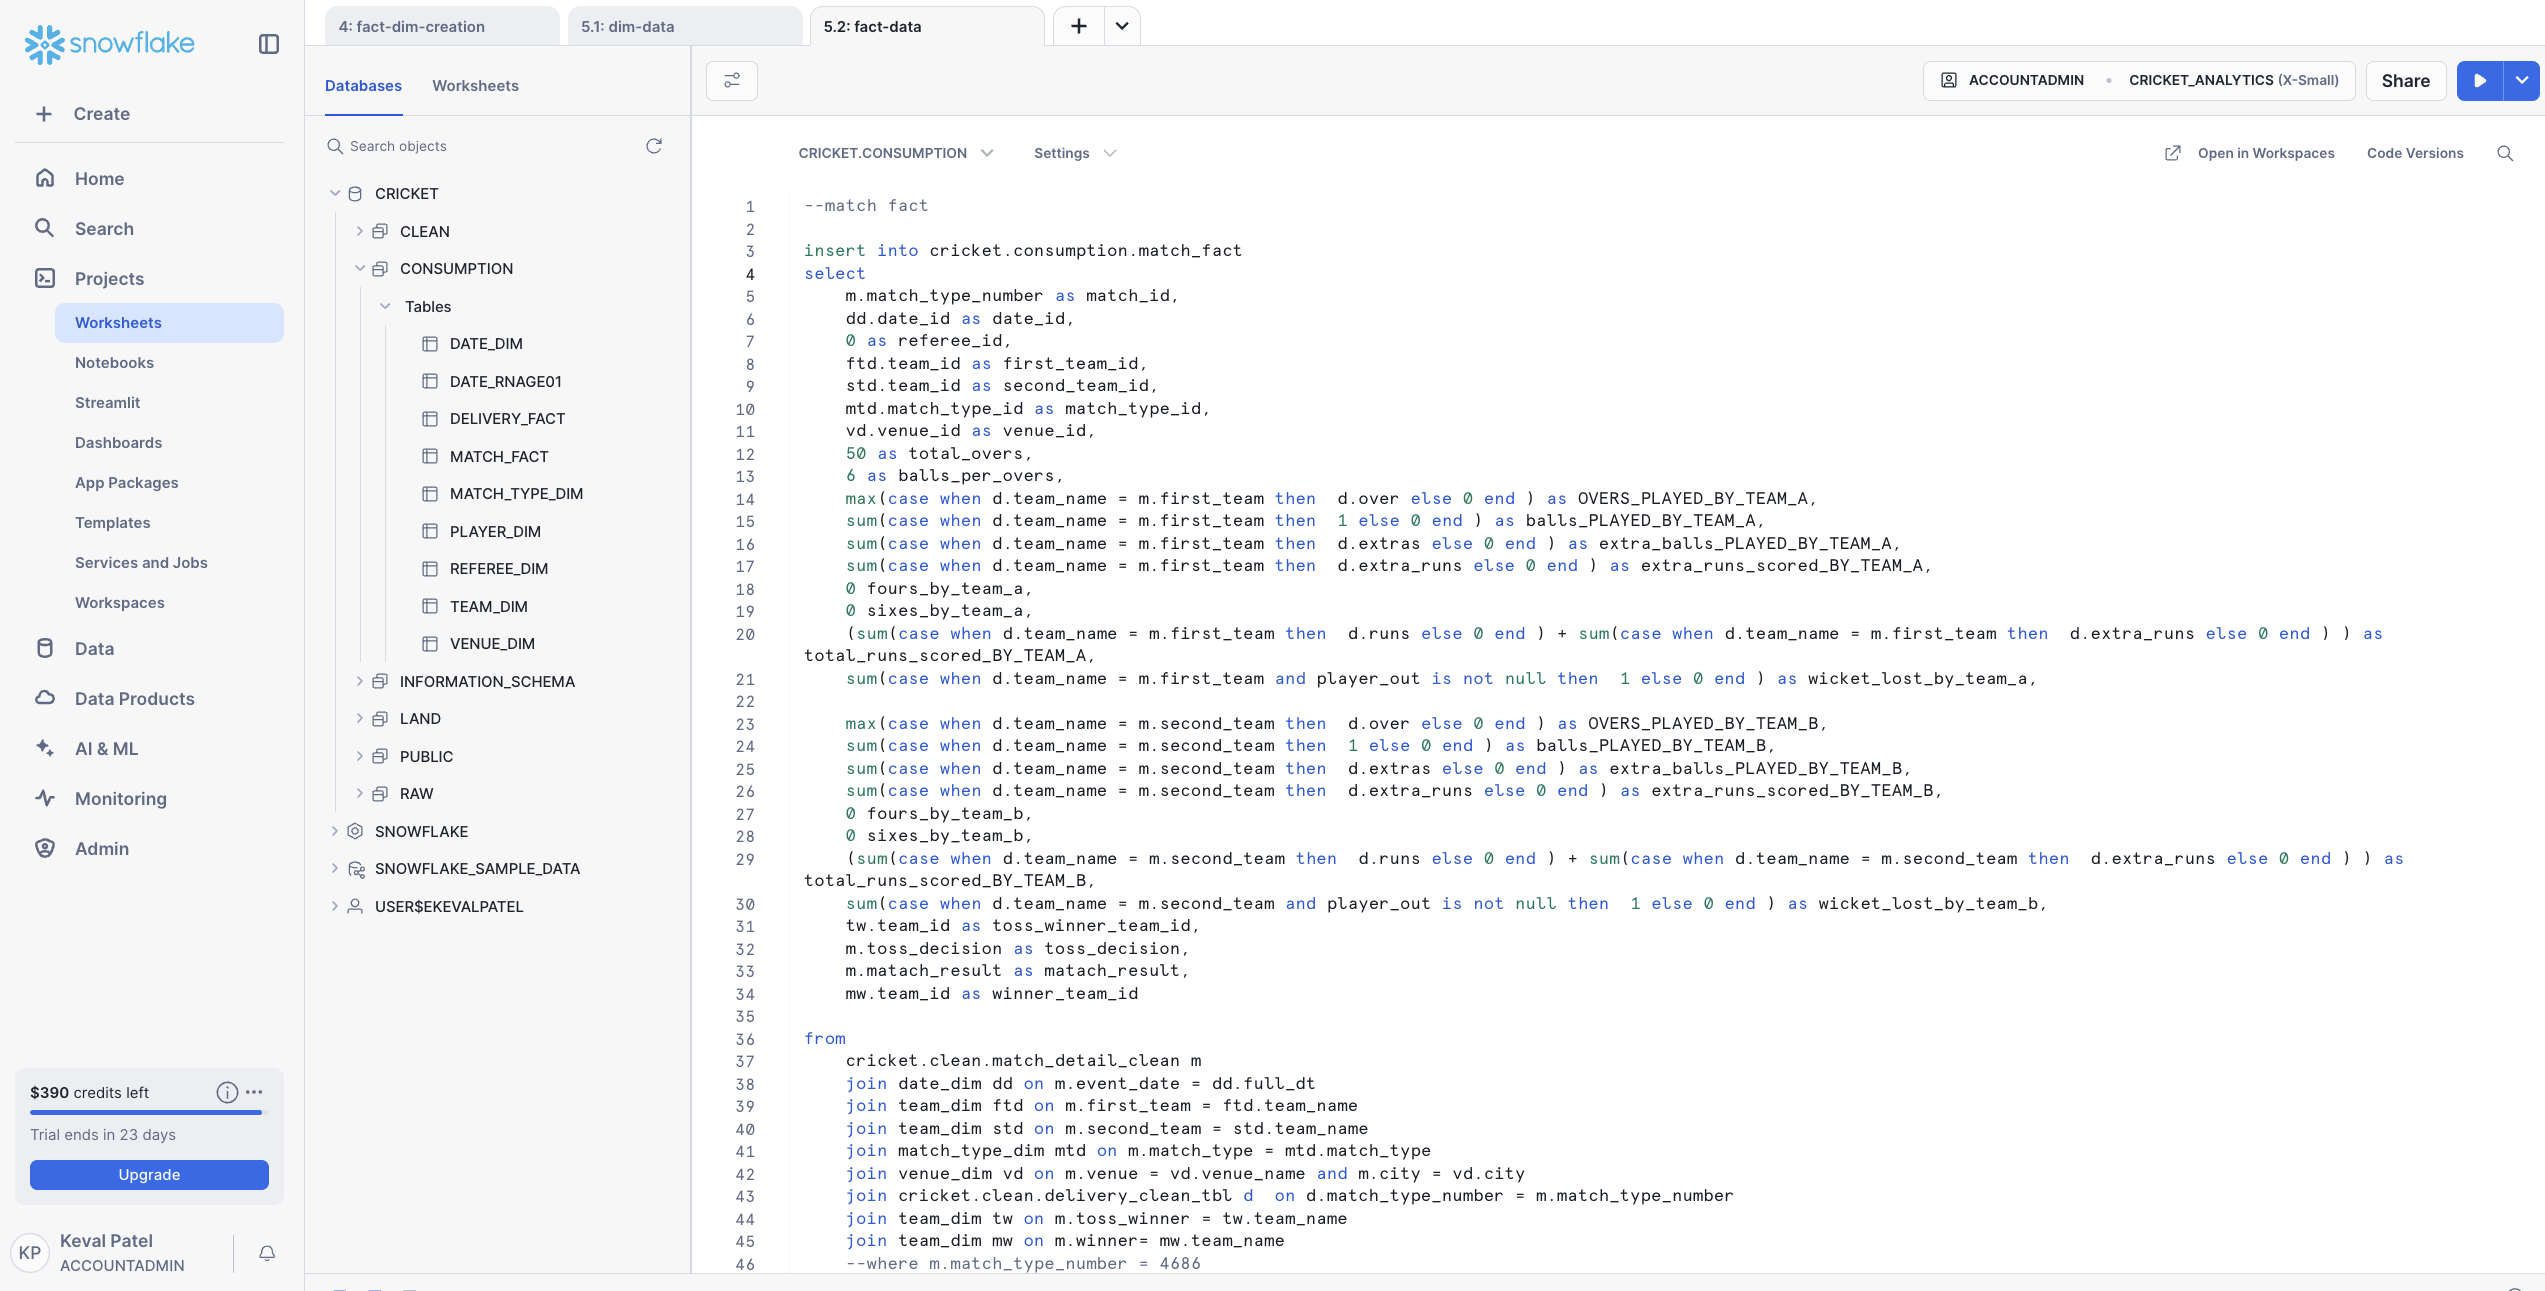 snowflake
Create
Home
Search
Projects
Worksheets
Notebooks
Streamlit
Dashboards
App Packages
Templates
Services and Jobs
Workspaces
Data
Data Products
AI & ML
Monitoring
Admin
$390 credits left
Trial ends in 23 days
Upgrade
KP
Keval Patel
ACCOUNTADMIN
4: fact-dim-creation
5.1: dim-data
5.2: fact-data
Databases Worksheets
Search objects
CRICKET
CLEAN
CONSUMPTION
Tables
DATE_DIM
DATE_RNAGE01
DELIVERY_FACT
MATCH_FACT
MATCH_TYPE_DIM
PLAYER_DIM
REFEREE_DIM
TEAM_DIM
VENUE_DIM
INFORMATION_SCHEMA
LAND
PUBLIC
RAW
SNOWFLAKE
SNOWFLAKE_SAMPLE_DATA
USER$EKEVALPATEL
ACCOUNTADMIN • CRICKET_ANALYTICS (X-Small)
Share
CRICKET.CONSUMPTION Settings
Open in Workspaces Code Versions
1 --match fact
2
3 insert into cricket.consumption.match_fact
4 select
5     m.match_type_number as match_id,
6     dd.date_id as date_id,
7     0 as referee_id,
8     ftd.team_id as first_team_id,
9     std.team_id as second_team_id,
10     mtd.match_type_id as match_type_id,
11     vd.venue_id as venue_id,
12     50 as total_overs,
13     6 as balls_per_overs,
14     max(case when d.team_name = m.first_team then  d.over else 0 end ) as OVERS_PLAYED_BY_TEAM_A,
15     sum(case when d.team_name = m.first_team then  1 else 0 end ) as balls_PLAYED_BY_TEAM_A,
16     sum(case when d.team_name = m.first_team then  d.extras else 0 end ) as extra_balls_PLAYED_BY_TEAM_A,
17     sum(case when d.team_name = m.first_team then  d.extra_runs else 0 end ) as extra_runs_scored_BY_TEAM_A,
18     0 fours_by_team_a,
19     0 sixes_by_team_a,
20     (sum(case when d.team_name = m.first_team then  d.runs else 0 end ) + sum(case when d.team_name = m.first_team then  d.extra_runs else 0 end ) ) as
total_runs_scored_BY_TEAM_A,
21     sum(case when d.team_name = m.first_team and player_out is not null then  1 else 0 end ) as wicket_lost_by_team_a,
22
23     max(case when d.team_name = m.second_team then  d.over else 0 end ) as OVERS_PLAYED_BY_TEAM_B,
24     sum(case when d.team_name = m.second_team then  1 else 0 end ) as balls_PLAYED_BY_TEAM_B,
25     sum(case when d.team_name = m.second_team then  d.extras else 0 end ) as extra_balls_PLAYED_BY_TEAM_B,
26     sum(case when d.team_name = m.second_team then  d.extra_runs else 0 end ) as extra_runs_scored_BY_TEAM_B,
27     0 fours_by_team_b,
28     0 sixes_by_team_b,
29     (sum(case when d.team_name = m.second_team then  d.runs else 0 end ) + sum(case when d.team_name = m.second_team then  d.extra_runs else 0 end ) ) as
total_runs_scored_BY_TEAM_B,
30     sum(case when d.team_name = m.second_team and player_out is not null then  1 else 0 end ) as wicket_lost_by_team_b,
31     tw.team_id as toss_winner_team_id,
32     m.toss_decision as toss_decision,
33     m.matach_result as matach_result,
34     mw.team_id as winner_team_id
35
36 from
37     cricket.clean.match_detail_clean m
38     join date_dim dd on m.event_date = dd.full_dt
39     join team_dim ftd on m.first_team = ftd.team_name
40     join team_dim std on m.second_team = std.team_name
41     join match_type_dim mtd on m.match_type = mtd.match_type
42     join venue_dim vd on m.venue = vd.venue_name and m.city = vd.city
43     join cricket.clean.delivery_clean_tbl d  on d.match_type_number = m.match_type_number
44     join team_dim tw on m.toss_winner = tw.team_name
45     join team_dim mw on m.winner= mw.team_name
46     --where m.match_type_number = 4686